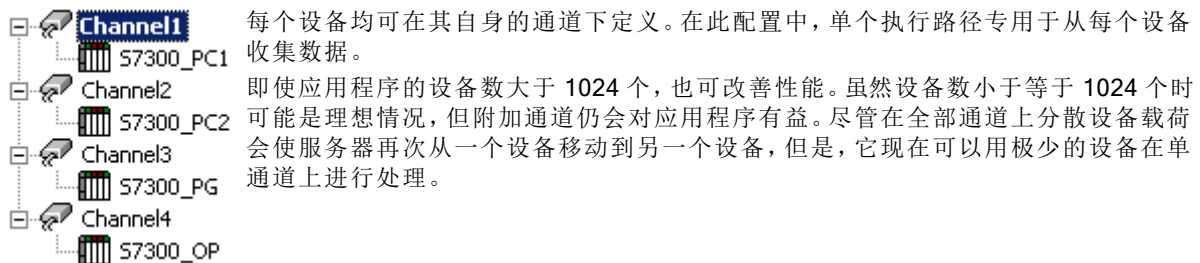 Channel1
S7300_PC1
Channel2
S7300_PC2
Channel3
S7300_PG
Channel4
S7300_OP
每个设备均可在其自身的通道下定义。在此配置中，单个执行路径专用于从每个设备
收集数据。
即使应用程序的设备数大于 1024 个，也可改善性能。虽然设备数小于等于 1024 个时
可能是理想情况，但附加通道仍会对应用程序有益。尽管在全部通道上分散设备载荷
会使服务器再次从一个设备移动到另一个设备，但是，它现在可以用极少的设备在单
通道上进行处理。